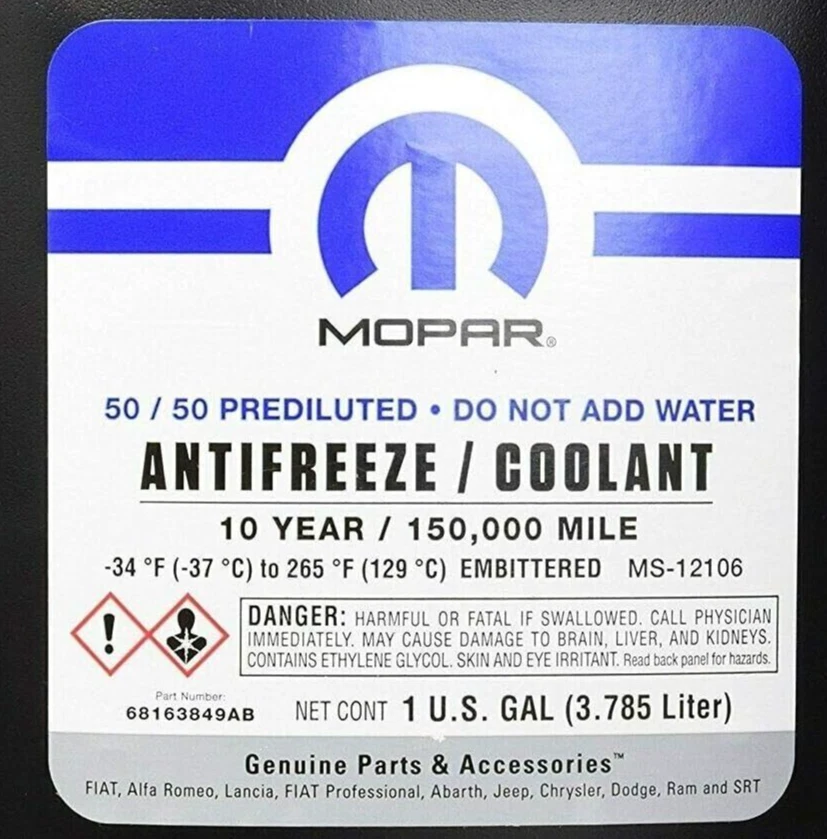 MOPAR®
50 / 50 PREDILUTED • DO NOT ADD WATER
ANTIFREEZE / COOLANT
10 YEAR / 150,000 MILE
-34 °F (-37 °C) to 265 °F (129 °C) EMBITTERED MS-12106
DANGER: HARMFUL OR FATAL IF SWALLOWED. CALL PHYSICIAN
IMMEDIATELY. MAY CAUSE DAMAGE TO BRAIN, LIVER, AND KIDNEYS.
CONTAINS ETHYLENE GLYCOL. SKIN AND EYE IRRITANT. Read back panel for hazards.
Part Number:
68163849AB
NET CONT 1 U.S. GAL (3.785 Liter)
Genuine Parts & Accessories™
FIAT, Alfa Romeo, Lancia, FIAT Professional, Abarth, Jeep, Chrysler, Dodge, Ram and SRT